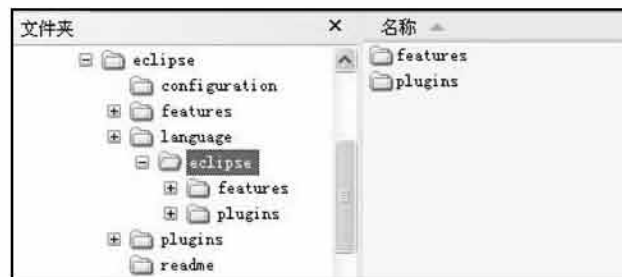 文件夹
×
eclipse
configuration
features
language
eclipse
features
plugins
plugins
readme
名称
features
plugins